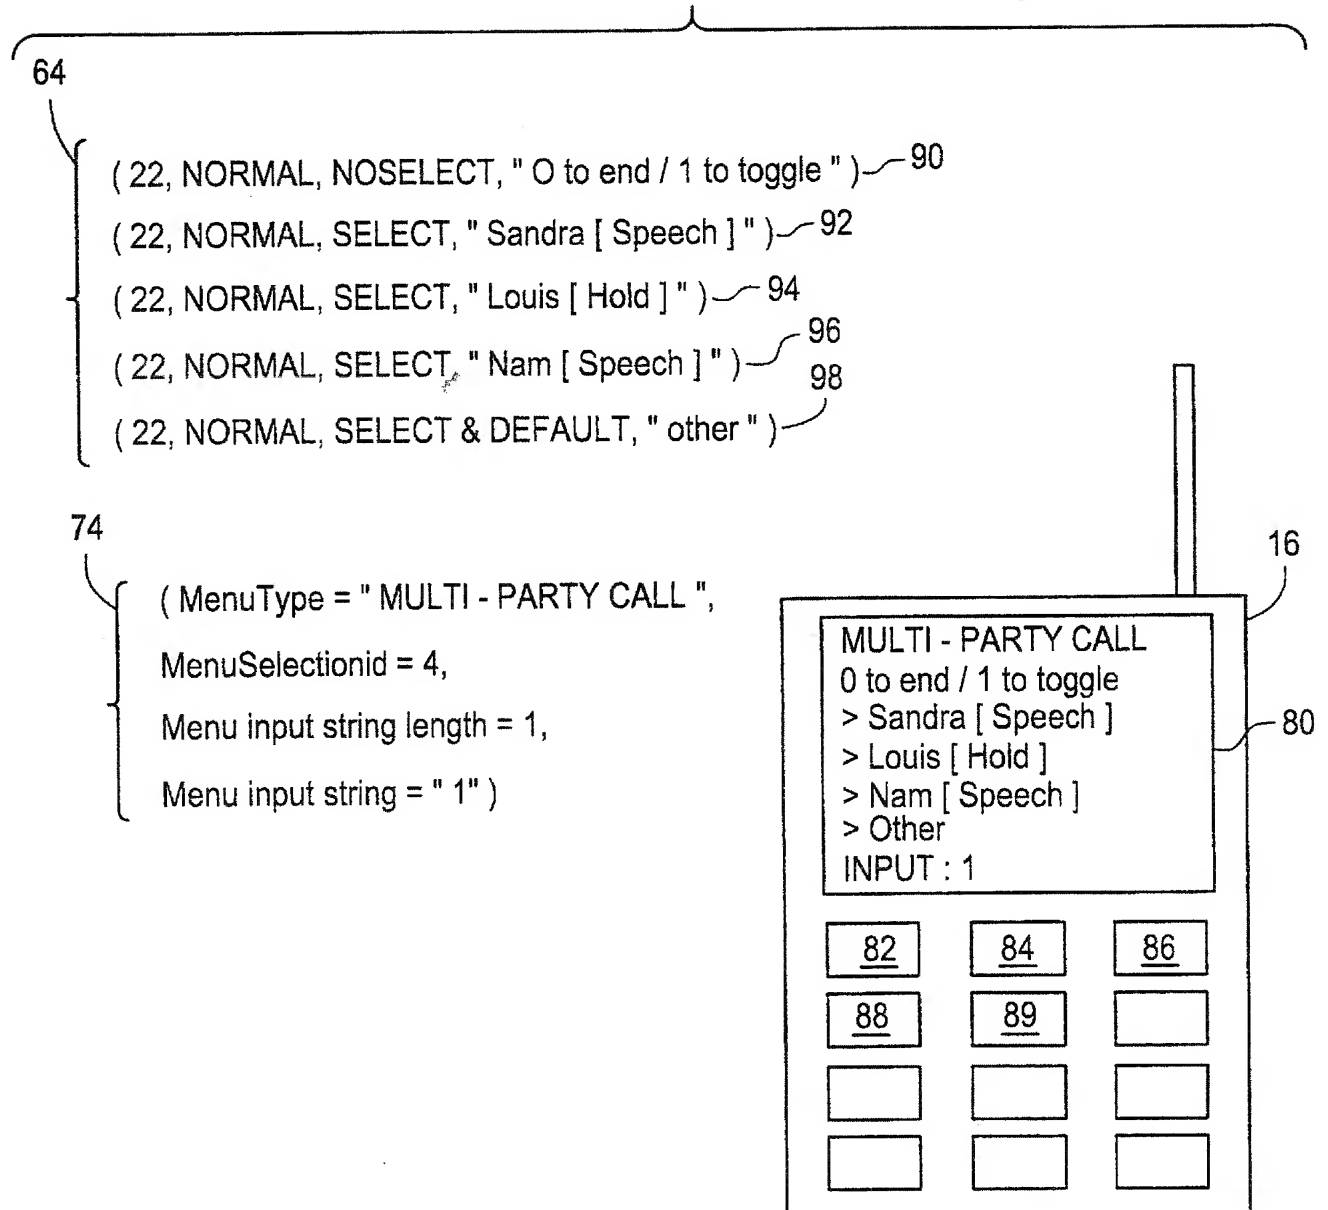 64
( 22, NORMAL, NOSELECT, " O to end / 1 to toggle " ) 90
( 22, NORMAL, SELECT, " Sandra [ Speech ] " ) 92
( 22, NORMAL, SELECT, " Louis [ Hold ] " ) 94
( 22, NORMAL, SELECT, " Nam [ Speech ] " ) 96
( 22, NORMAL, SELECT & DEFAULT, " other " ) 98
74
( MenuType = " MULTI - PARTY CALL ",
MenuSelectionid = 4,
Menu input string length = 1,
Menu input string = " 1" )
16
MULTI - PARTY CALL
0 to end / 1 to toggle
> Sandra [ Speech ]
80
> Louis [ Hold ]
> Nam [ Speech ]
> Other
INPUT : 1
82 84 86
88 89